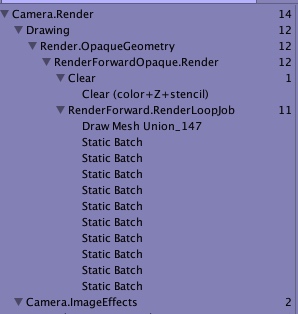 Camera.Render 14
Drawing 12
Render.OpaqueGeometry 12
RenderForwardOpaque.Render 12
Clear 1
Clear (color+Z+stencil)
RenderForward.RenderLoopJob 11
Draw Mesh Union_147
Static Batch
Static Batch
Static Batch
Static Batch
Static Batch
Static Batch
Static Batch
Static Batch
Static Batch
Static Batch
Camera.ImageEffects 2